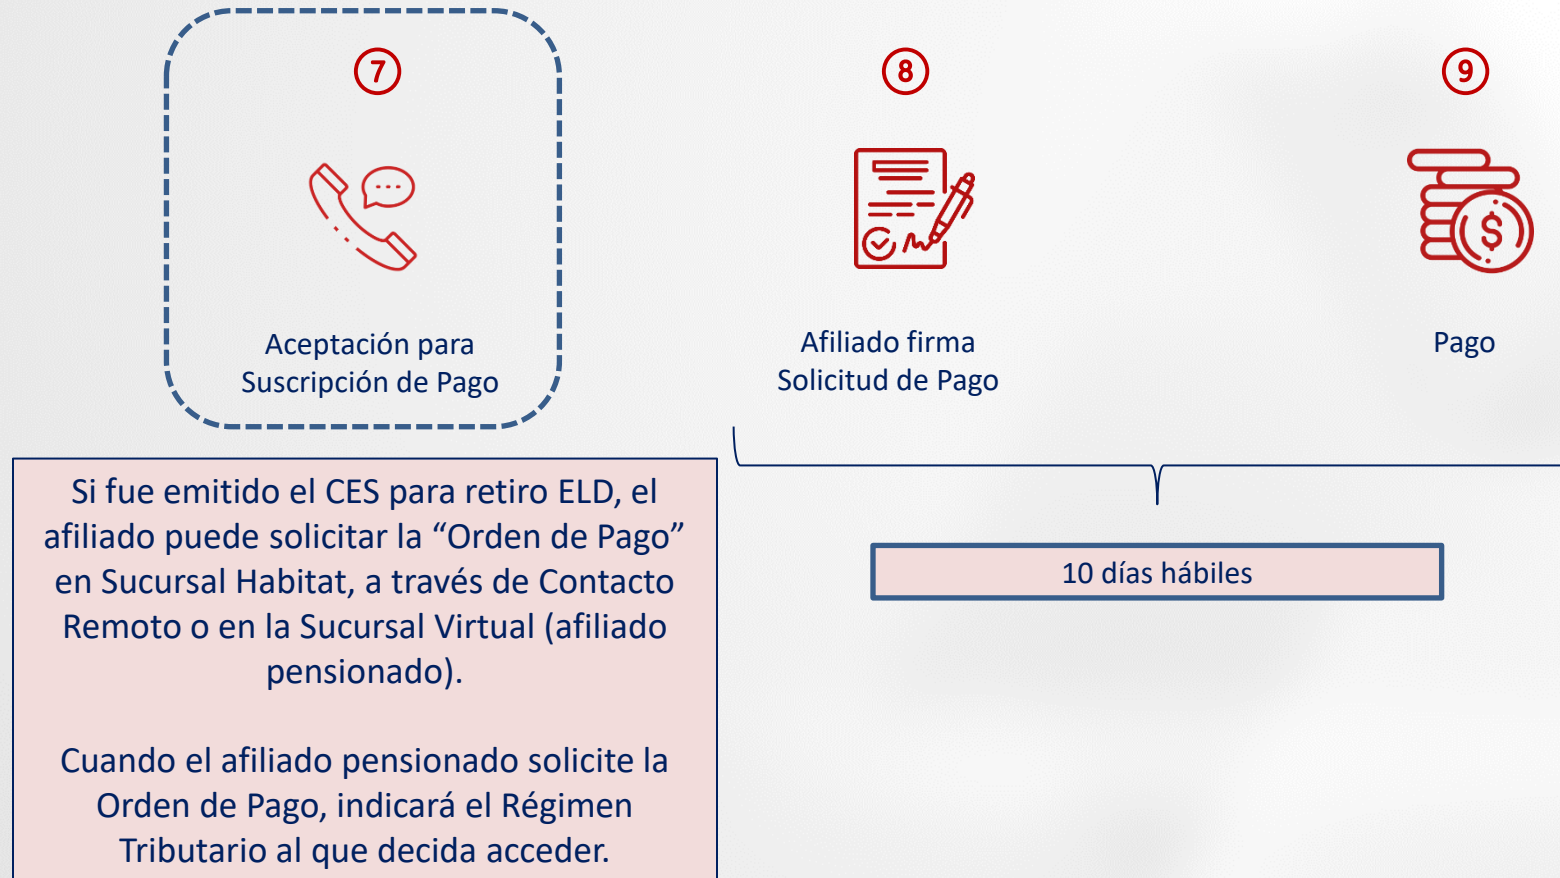 7
Aceptación para
Suscripción de Pago
8
Afiliado firma
Solicitud de Pago
9
$
Pago
Si fue emitido el CES para retiro ELD, el
afiliado puede solicitar la “Orden de Pago”
en Sucursal Habitat, a través de Contacto
Remoto o en la Sucursal Virtual (afiliado
pensionado).
Cuando el afiliado pensionado solicite la
Orden de Pago, indicará el Régimen
Tributario al que decida acceder.
10 días hábiles